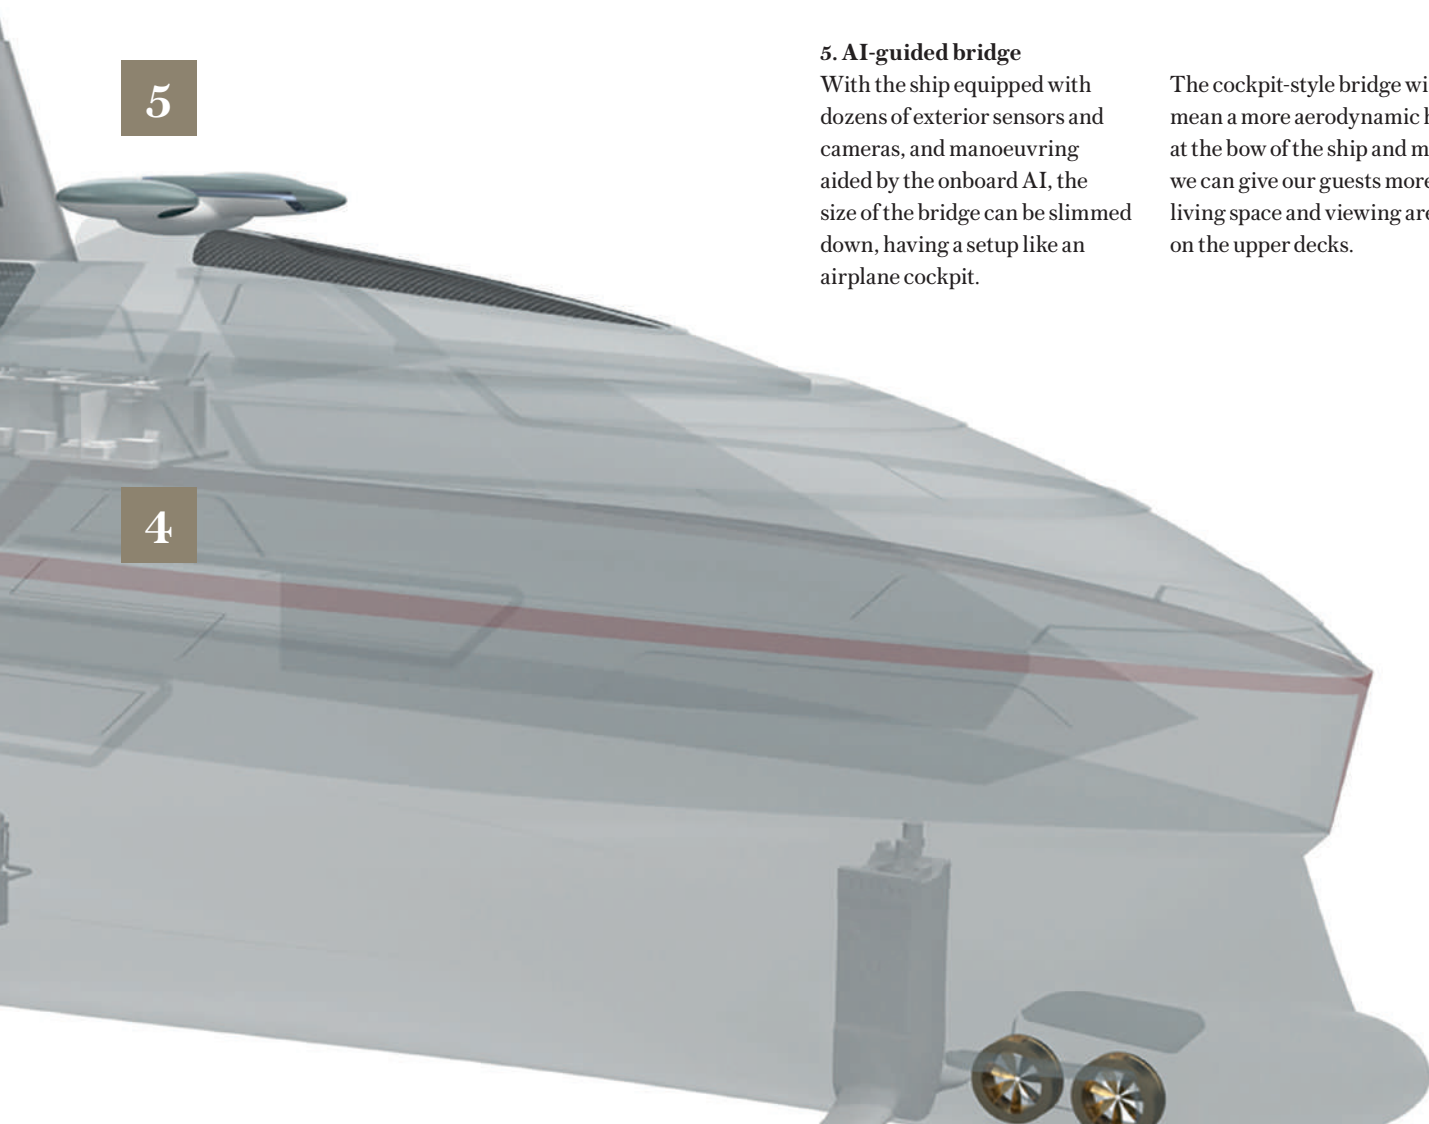 5
5. AI-guided bridge
With the ship equipped with
dozens of exterior sensors and
cameras, and manoeuvring
aided by the onboard AI, the
size of the bridge can be slimmed
down, having a setup like an
airplane cockpit.
The cockpit-style bridge
mean a more aerodynamic
at the bow of the ship and
we can give our guests more
living space and viewing
on the upper decks.
4